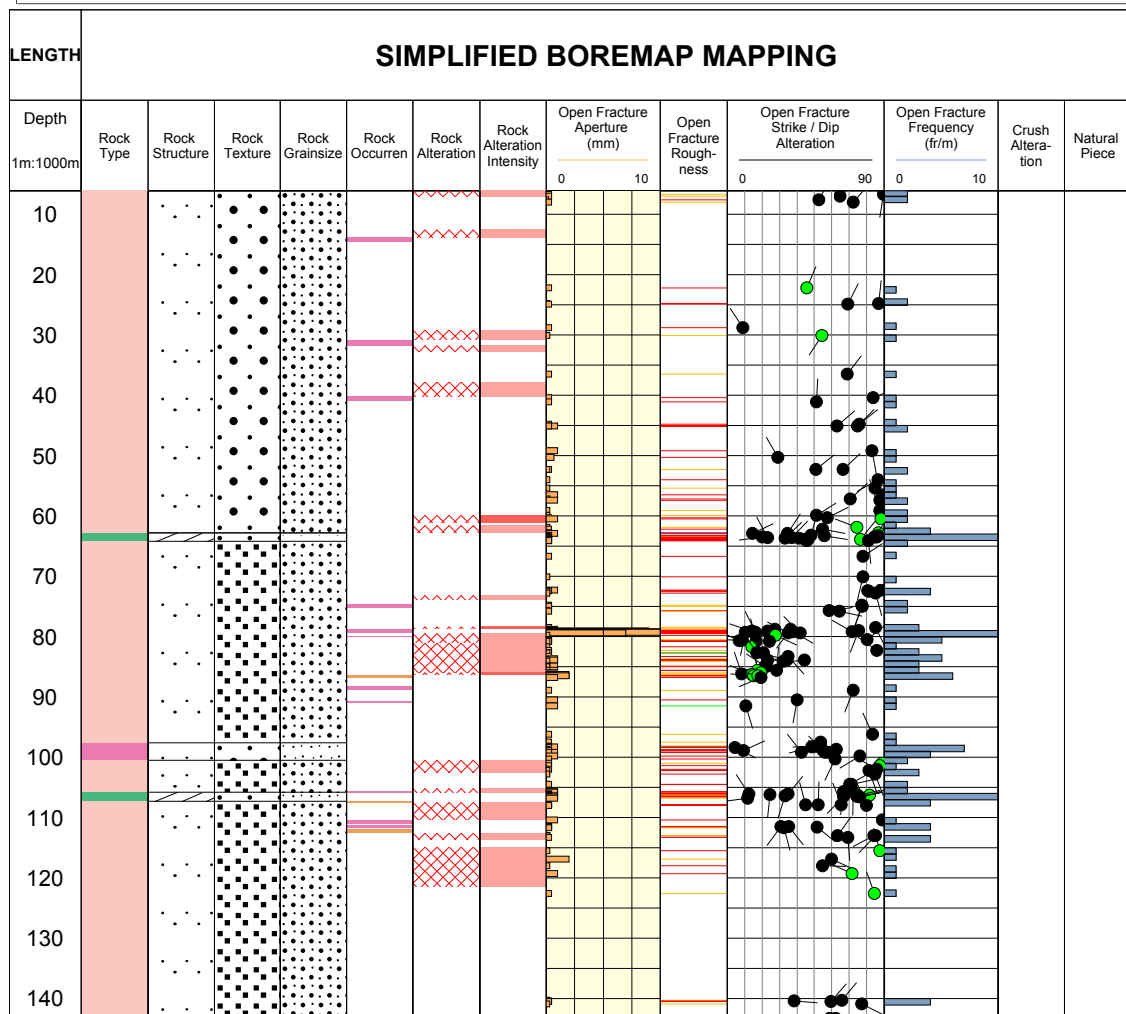 LENGTH
SIMPLIFIED BOREMAP MAPPING
Depth
1m:1000m
Rock
Type
Rock
Structure
Rock
Texture
Rock
Grainsize
Rock
Occurren
Rock
Alteration
Rock
Alteration
Intensity
Open Fracture
Aperture
(mm)
0 10
Open
Fracture
Rough-
ness
Open Fracture
Strike / Dip
Alteration
0 90
Open Fracture
Frequency
(fr/m)
0 10
Crush
Altera-
tion
Natural
Piece
10
20
30
40
50
60
70
80
90
100
110
120
130
140